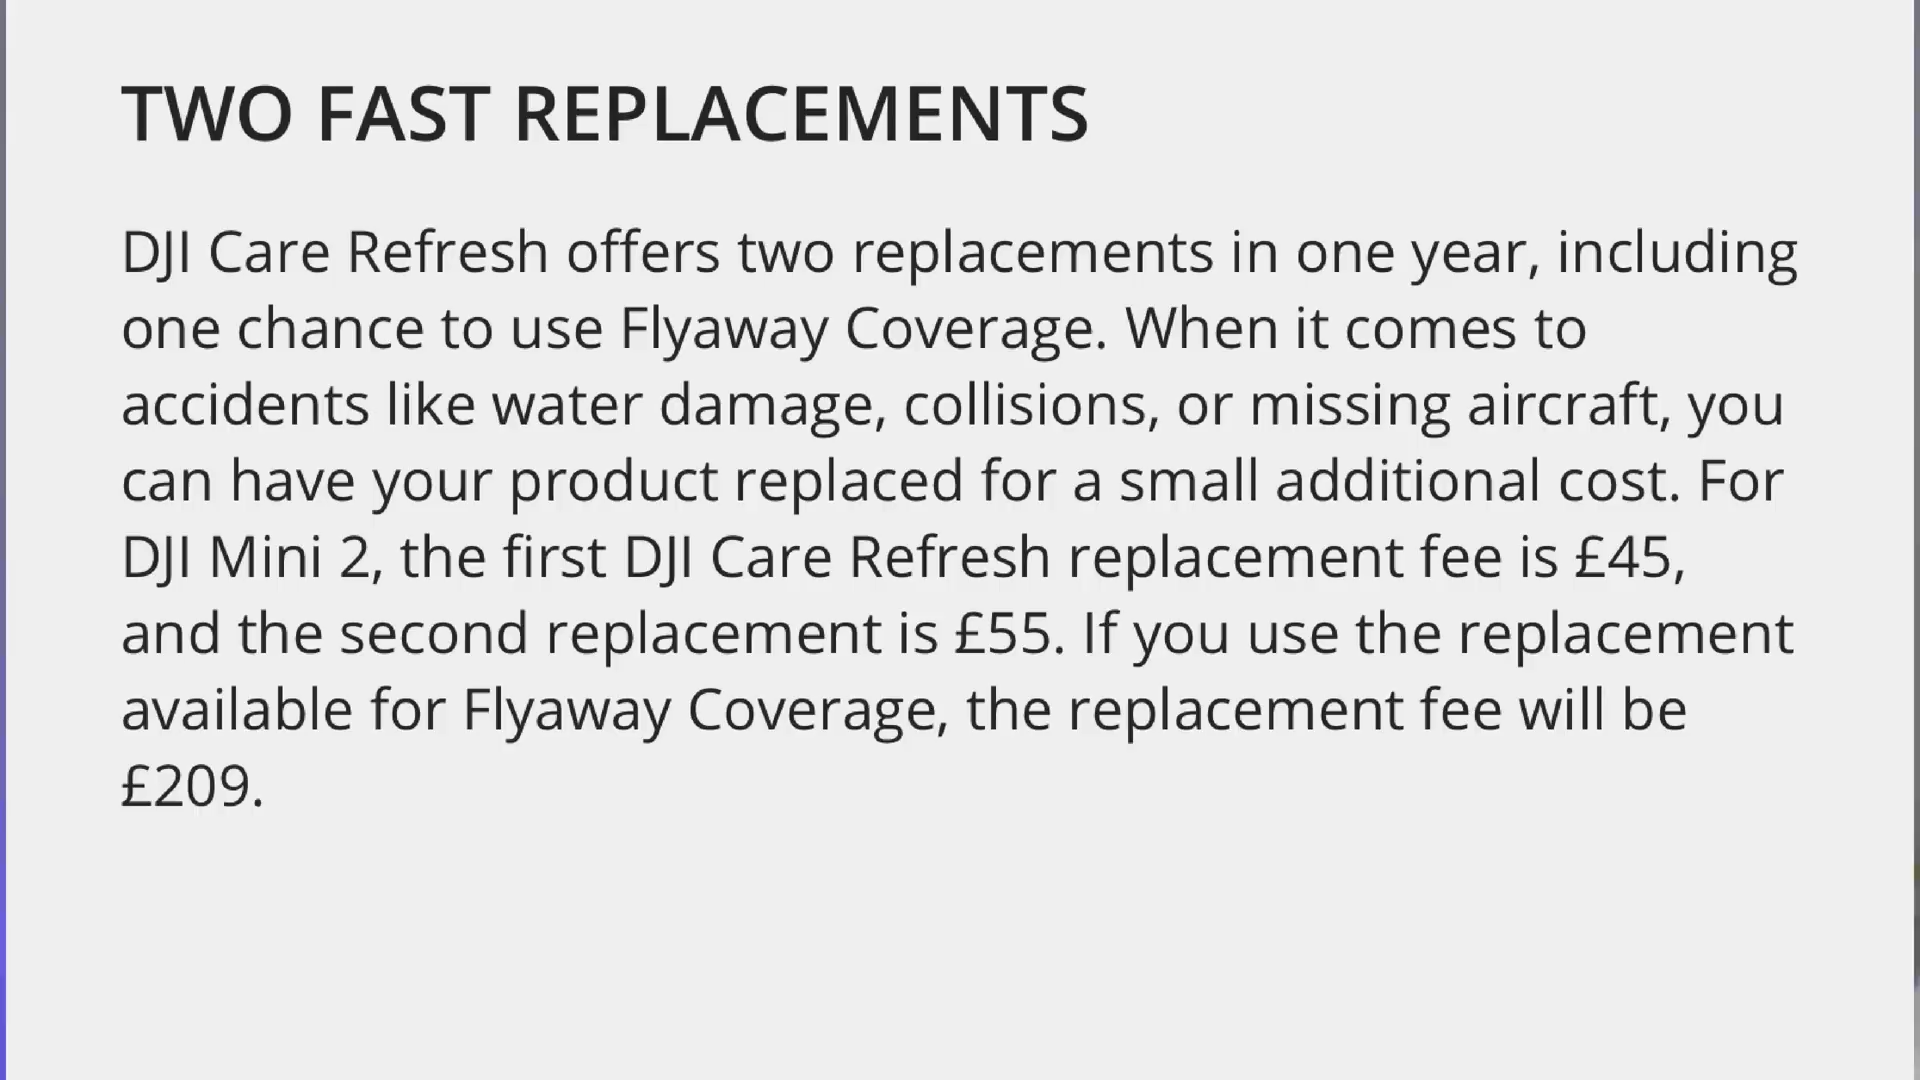 TWO FAST REPLACEMENTS
DJI Care Refresh offers two replacements in one year, including
one chance to use Flyaway Coverage. When it comes to
accidents like water damage, collisions, or missing aircraft, you
can have your product replaced for a small additional cost. For
DJI Mini 2, the first DJI Care Refresh replacement fee is £45,
and the second replacement is £55. If you use the replacement
available for Flyaway Coverage, the replacement fee will be
£209.